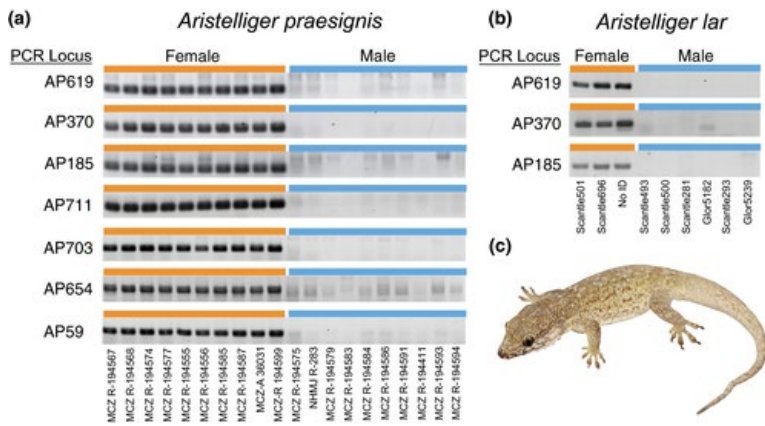 (a)
Aristelliger praesignis
PCR Locus
Female
Male
AP619
AP370
AP185
AP711
AP703
AP654
AP59
MCZ R-194567
MCZ R-194568
MCZ R-194574
MCZ R-194577
MCZ R-194555
MCZ R-194556
MCZ R-194585
MCZ R-194587
MCZ-A 36031
MCZ-R 194599
MCZ R-194575
NHMJ R-283
MCZ R-194579
MCZ R-194583
MCZ R-194584
MCZ R-194586
MCZ R-194591
MCZ R-194411
MCZ R-194593
MCZ R-194594
(b)
Aristelliger lar
PCR Locus
Female
Male
AP619
AP370
AP185
Scantle501
Scantle696
No ID
Scantle493
Scantle500
Scantle281
Glor5182
Scantle293
Glor5239
(c)